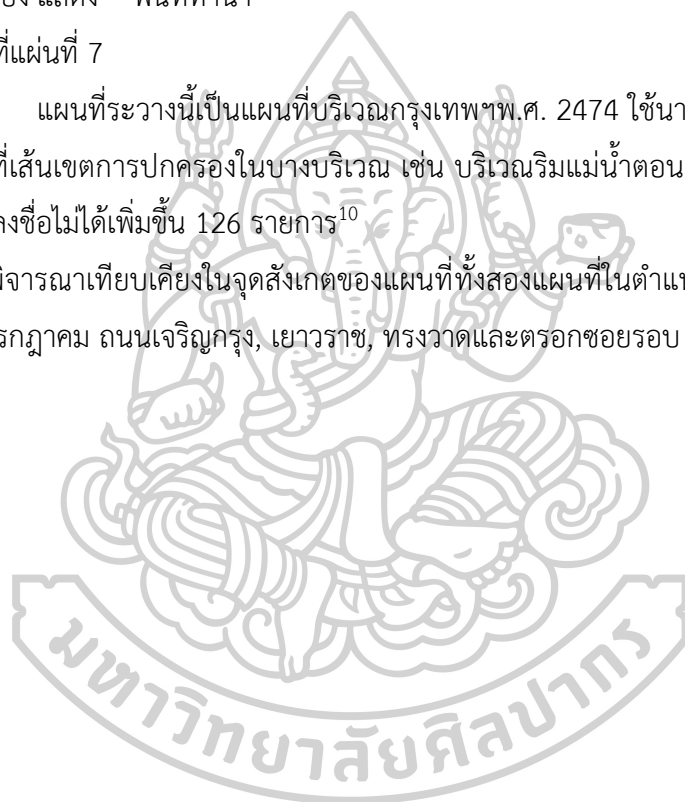 แสดง พื้นที่ทำนา
ที่แผ่นที่ 7
แผนที่ระวางนี้เป็นแผนที่บริเวณกรุงเทพฯพ.ศ. 2474 ใช้นา
ที่เส้นเขตการปกครองในบางบริเวณ เช่น บริเวณริมแม่น้ำตอน
ลงชื่อไม่ได้เพิ่มขึ้น 126 รายการ10
พิจารณาเทียบเคียงในจุดสังเกตของแผนที่ทั้งสองแผนที่ในตำแห
รกฎาคม ถนนเจริญกรุง, เยาวราช, ทรงวาดและตรอกซอยรอบ
มหาวิทยาลัยศิลปากร